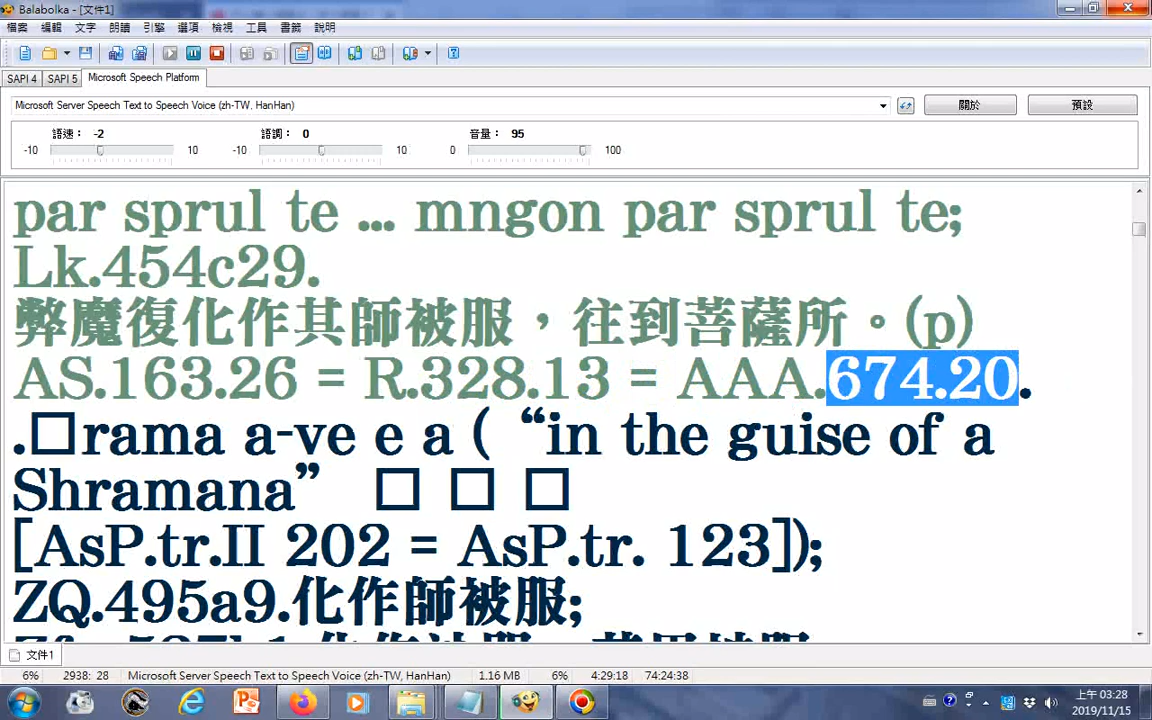 Balabolka - [文件1]
檔案 編輯 文字 朗讀 引擎 選項 檢視 工具 書籤 說明
SAPI 4 SAPI 5 Microsoft Speech Platform
Microsoft Server Speech Text to Speech Voice (zh-TW, HanHan) 關於 預設
語速： -2 語調： 0 音量： 95
-10 10 -10 10 0 100
par sprul te ... mngon par sprul te;
Lk.454c29.
弊魔復化作其師被服，往到菩薩所。(p)
AS.163.26 = R.328.13 = AAA.674.20.
.□rama a-ve e a ( “in the guise of a
Shramana” □ □ □
[AsP.tr.II 202 = AsP.tr. 123]);
ZQ.495a9.化作師被服;
文件1
6% 2938: 28 Microsoft Server Speech Text to Speech Voice (zh-TW, HanHan) 1.16 MB 6% 4:29:18 74:24:38
上午 03:28
2019/11/15